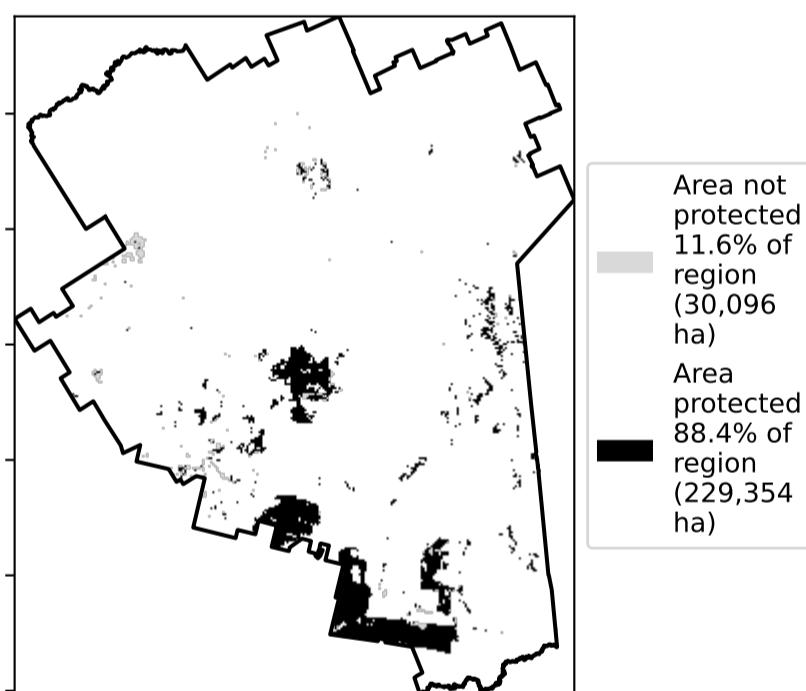 Area not
protected
11.6% of
region
(30,096
ha)
Area
protected
88.4% of
region
(229,354
ha)